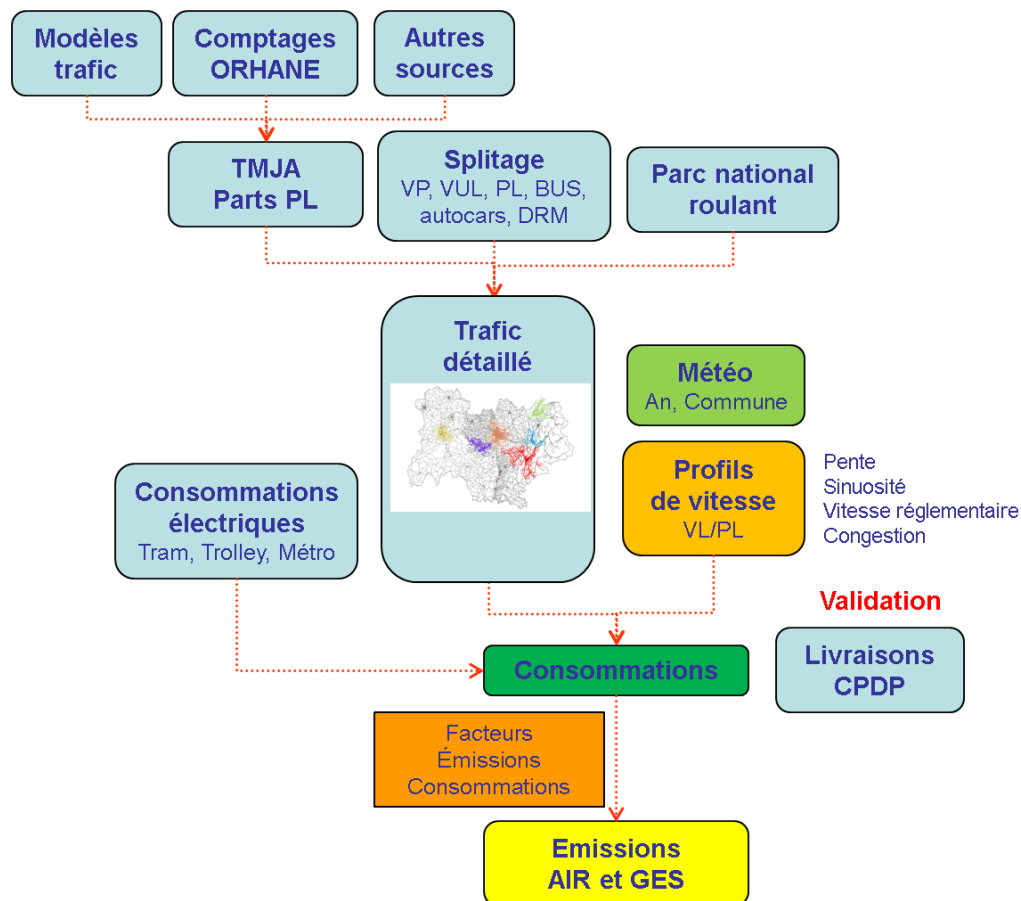 Modèles
trafic
Comptages
ORHANE
Autres
sources
TMJA
Parts PL
Splitage
VP, VUL, PL, BUS,
autocars, DRM
Parc national
roulant
Trafic
détaillé
Météo
An, Commune
Profils
de vitesse
VL/PL
Pente
Sinuosité
Vitesse réglementaire
Congestion
Consommations
électriques
Tram, Trolley, Métro
Validation
Livraisons
CPDP
Consommations
Facteurs
Émissions
Consommations
Emissions
AIR et GES